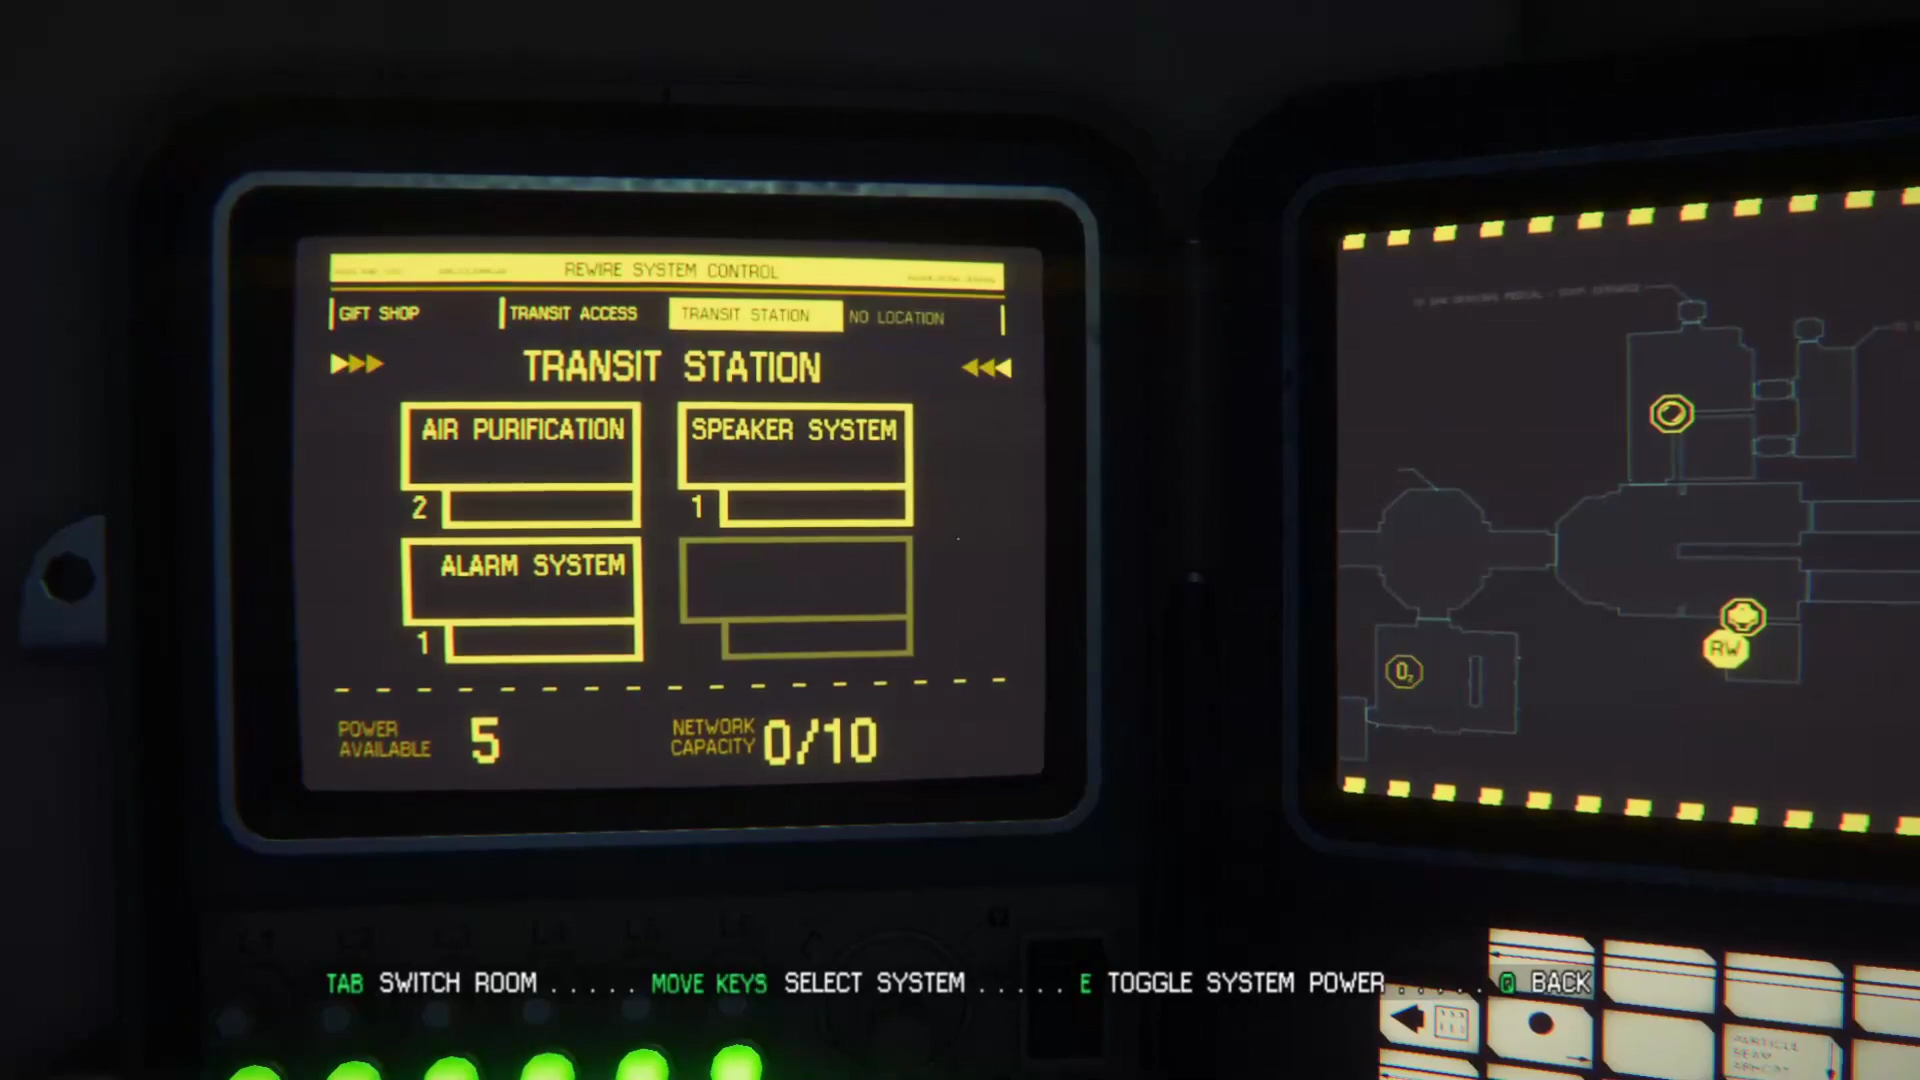 REWIRE SYSTEM CONTROL
GIFT SHOP
TRANSIT ACCESS
TRANSIT STATION
NO LOCATION
TRANSIT STATION
AIR PURIFICATION
2
SPEAKER SYSTEM
1
ALARM SYSTEM
1
POWER
AVAILABLE
5
NETWORK
CAPACITY
0/10
O₂
RW
TAB SWITCH ROOM ..... MOVE KEYS SELECT SYSTEM ..... E TOGGLE SYSTEM POWER ..... Q BACK